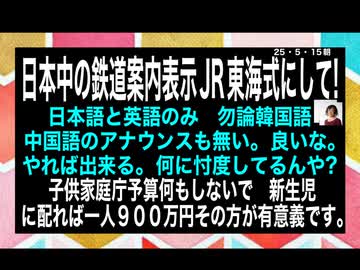 25・5・15朝
日本中の鉄道案内表示JR東海式にして!
日本語と英語のみ 勿論韓国語
中国語のアナウンスも無い。良いな。
やれば出来る。何に忖度してるんや?
子供家庭庁予算何もしないで 新生児
に配れば一人900万円その方が有意義です。